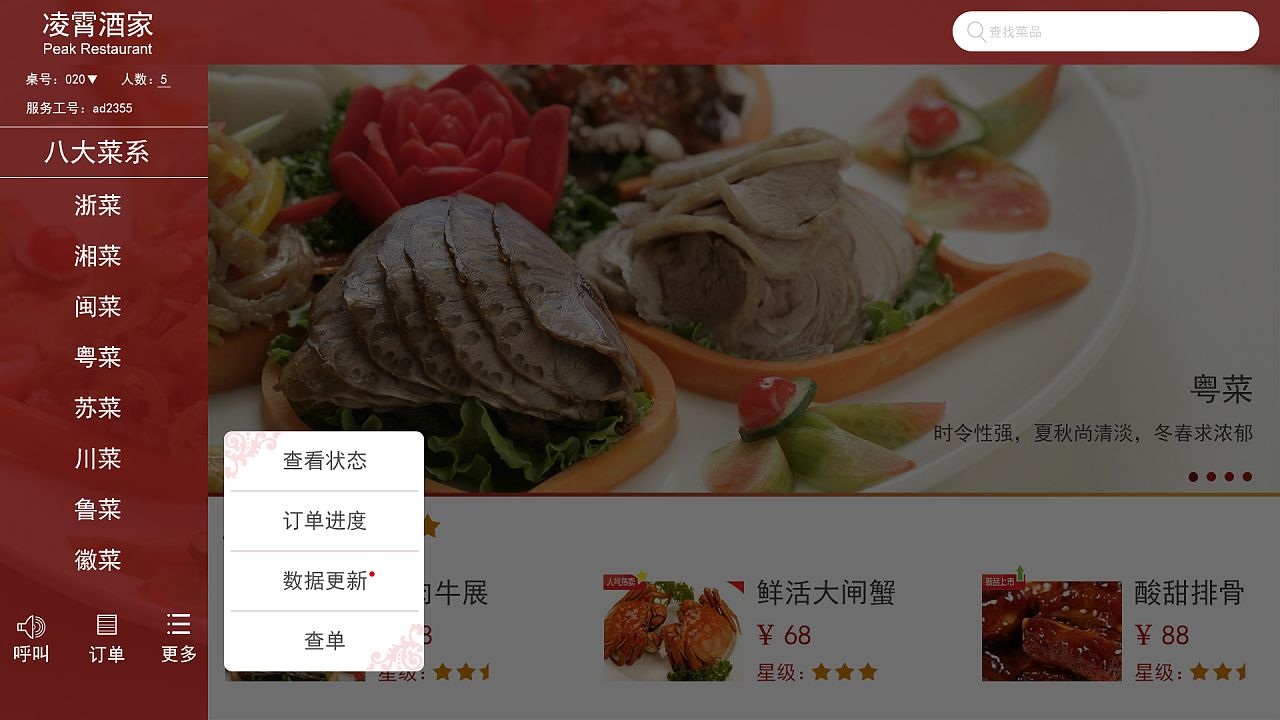 凌霄酒家
Peak Restaurant
查找菜品
桌号：020▼ 人数：5
服务工号：ad2355
八大菜系
浙菜
湘菜
闽菜
粤菜
苏菜
川菜
鲁菜
徽菜
呼叫
订单
更多
粤菜
时令性强，夏秋尚清淡，冬春求浓郁
查看状态
订单进度
数据更新
查单
牛展
8
星级：
人气热卖
鲜活大闸蟹
¥ 68
星级：
新品上市
酸甜排骨
¥ 88
星级：